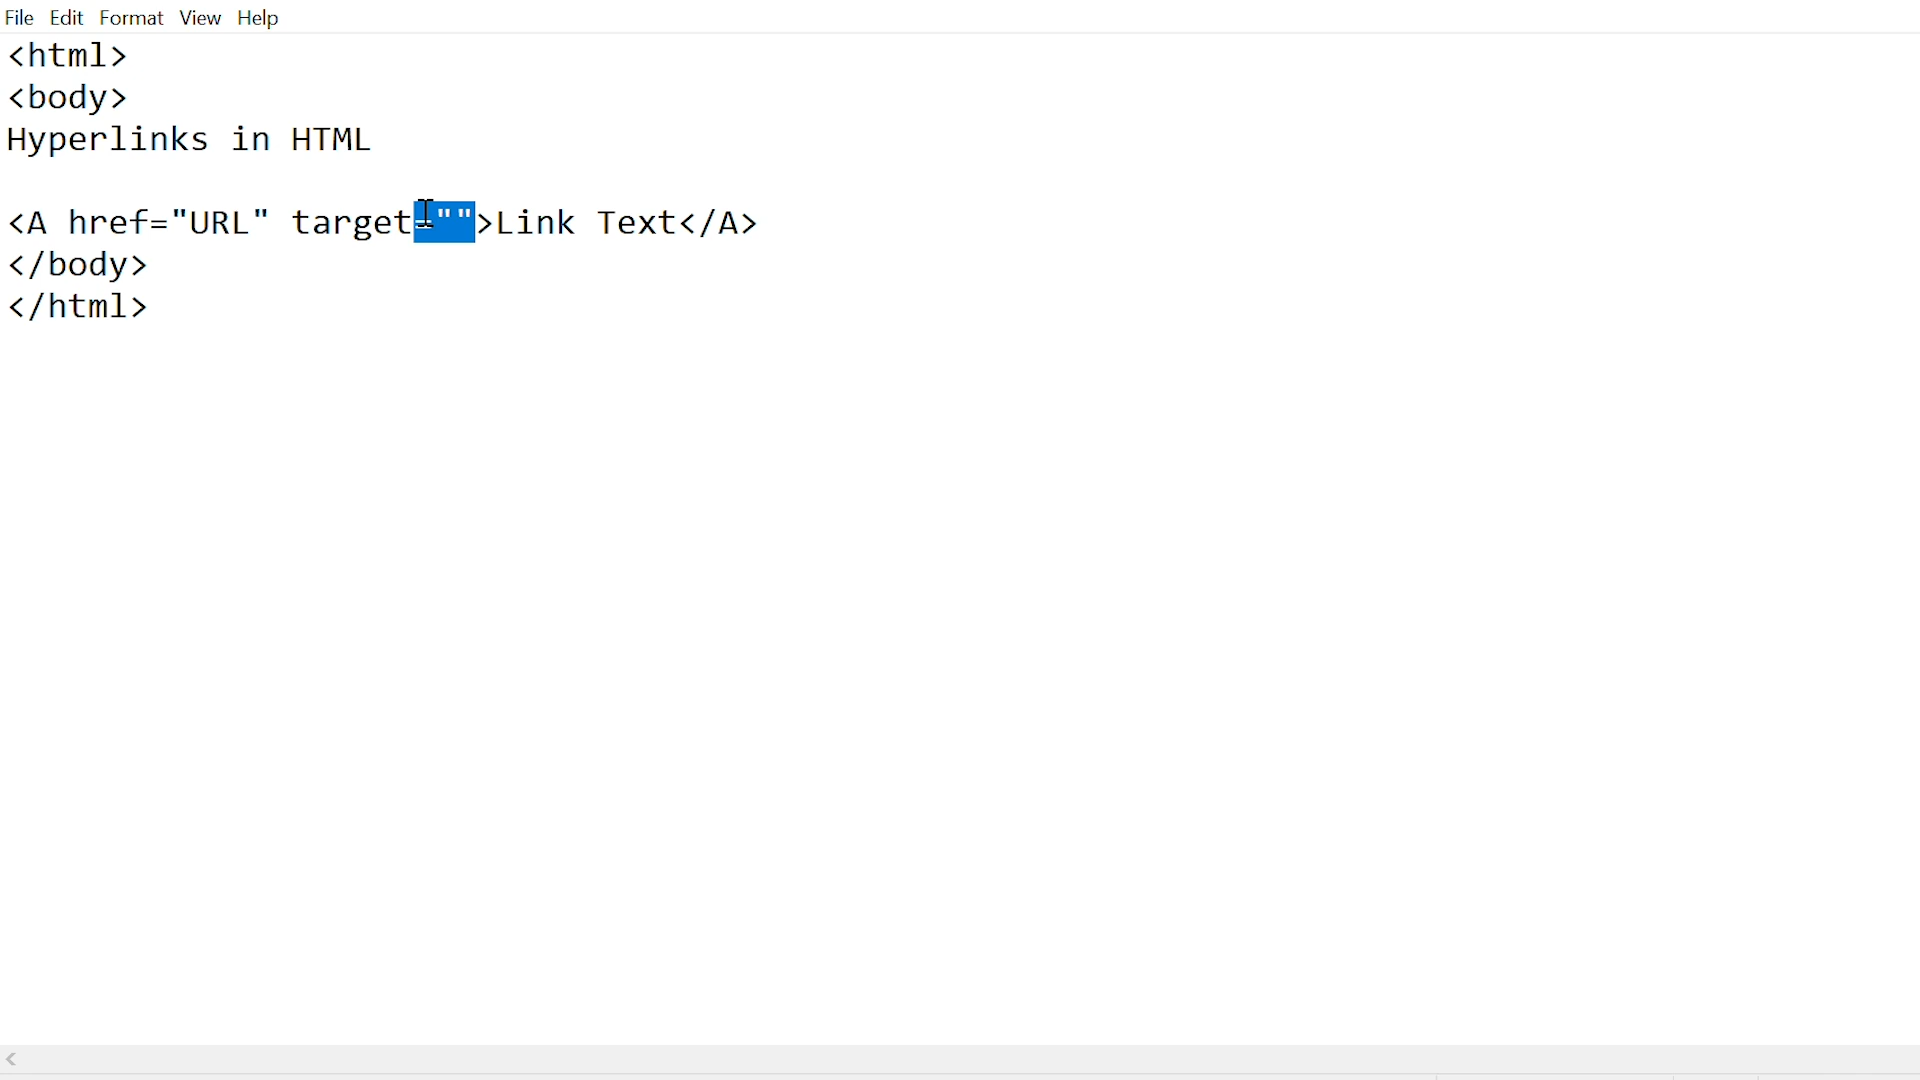 File Edit Format View Help
<html>
<body>
Hyperlinks in HTML
<A href="URL" target="">Link Text</A>
</body>
</html>